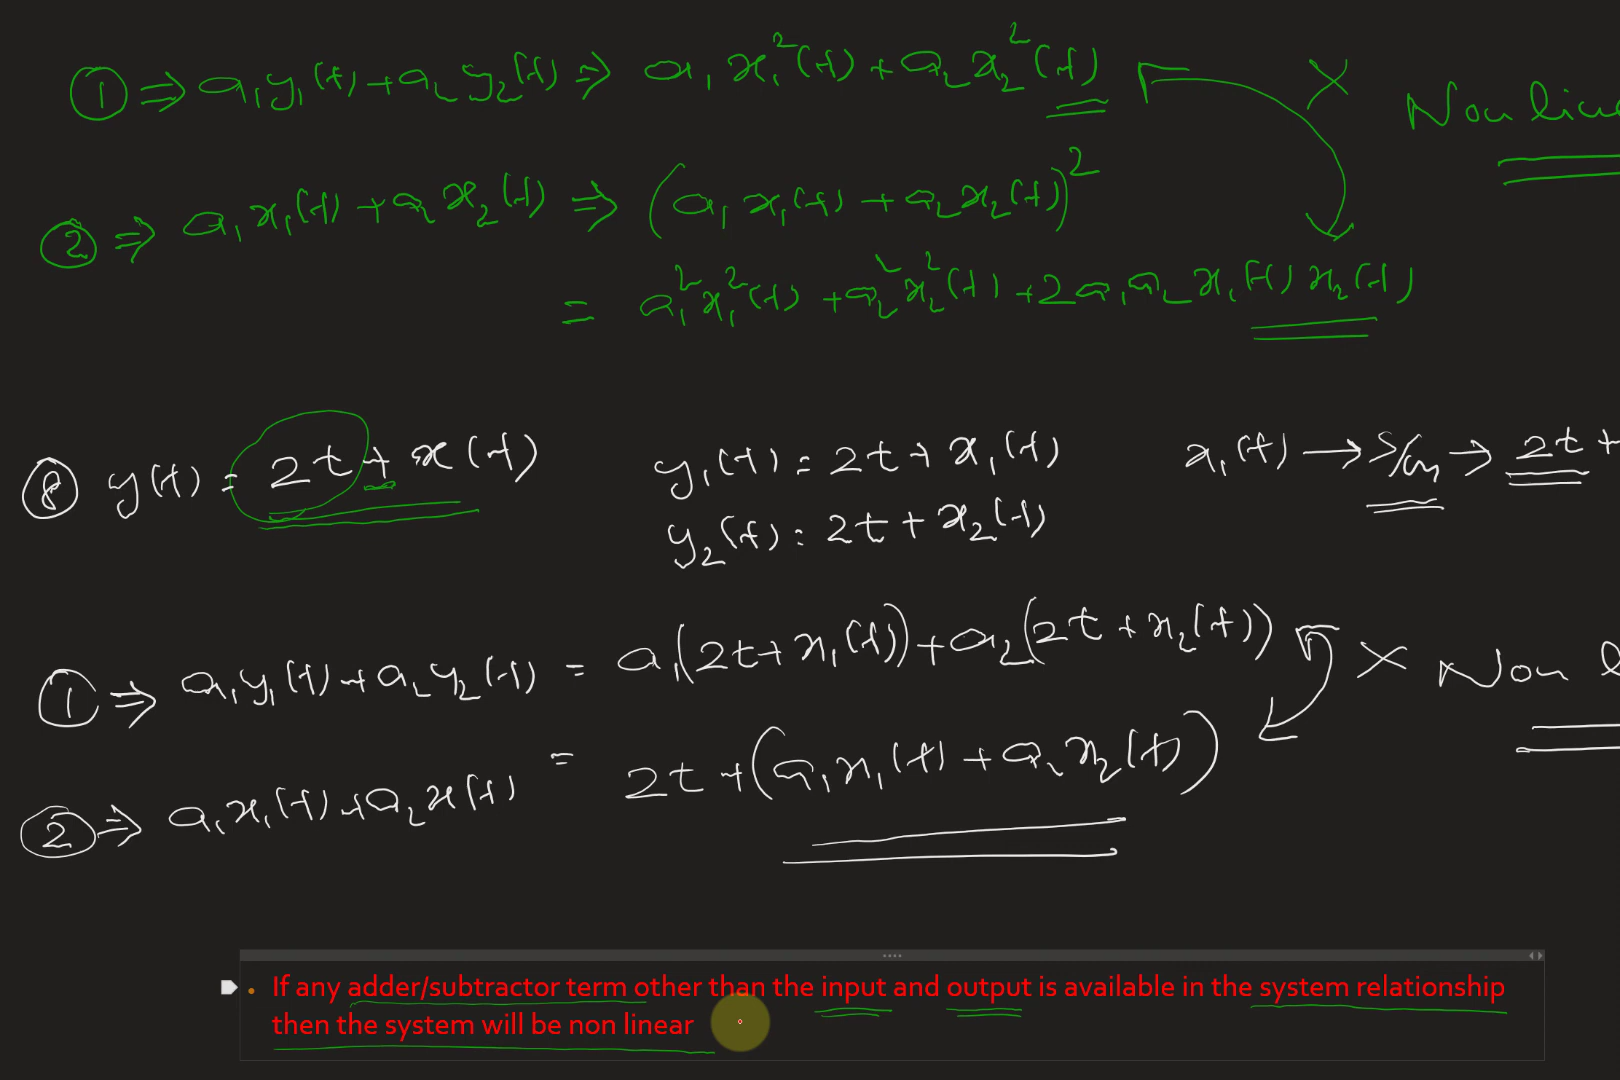 ① ⇒ a₁y₁(t) + a₂y₂(t) ⇒ a₁x₁²(t) + a₂x₂²(t) ✗ Non line
② ⇒ a₁x₁(t) + a₂x₂(t) ⇒ (a₁x₁(t) + a₂x₂(t))²
= a₁²x₁²(t) + a₂²x₂²(t) + 2a₁a₂x₁(t)x₂(t)
⑧ y(t) = 2t + x(t) y₁(t) = 2t + x₁(t) x₁(t) → S/m → 2t +
y₂(t) = 2t + x₂(t)
① ⇒ a₁y₁(t) + a₂y₂(t) = a₁(2t + x₁(t)) + a₂(2t + x₂(t)) ✗ Non l
② ⇒ a₁x₁(t) + a₂x(t) = 2t + (a₁x₁(t) + a₂x₂(t))
• If any adder/subtractor term other than the input and output is available in the system relationship
then the system will be non linear